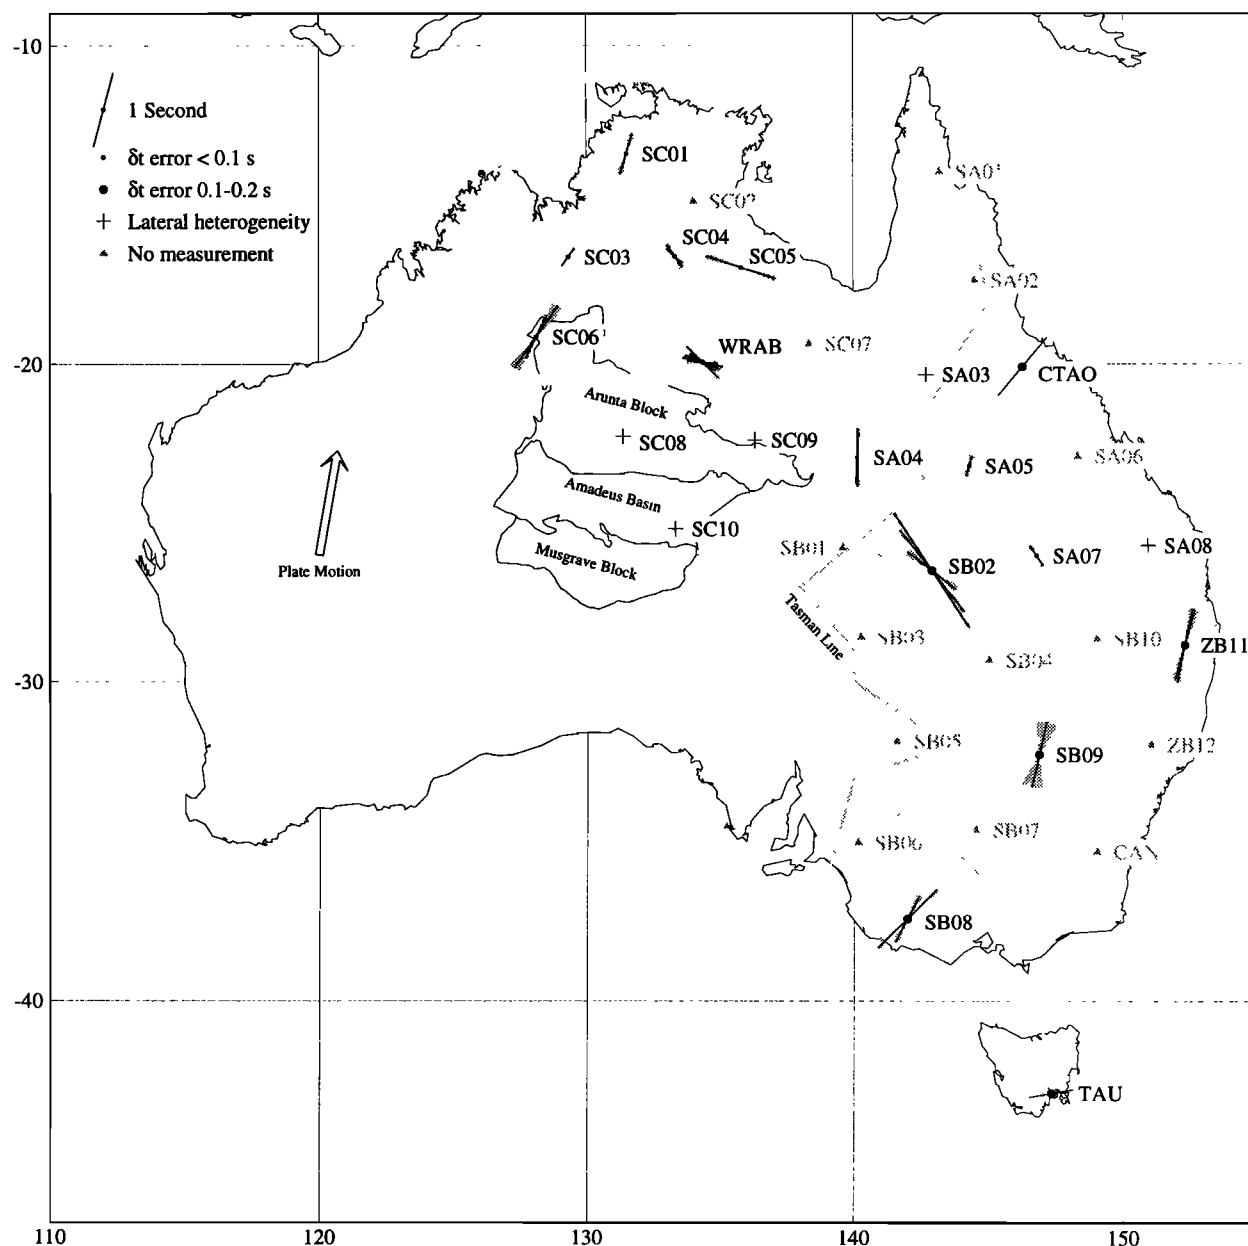 -10
1 Second
δt error < 0.1 s
δt error 0.1-0.2 s
Lateral heterogeneity
No measurement
SC01
SA01
SC02
SC04
SC03
SC05
SA02
SC06
WRAB
SC07
-20
SA03
CTAO
Arunta Block
SC08
SC09
SA04
SA05
SA06
Amadeus Basin
SC10
SB01
SA07
SA08
Musgrave Block
Plate Motion
SB02
Tasman Line
SB03
SB10
ZB11
SB04
-30
SB05
SB09
ZB12
SB06
SB07
CAN
SB08
-40
TAU
110
120
130
140
150